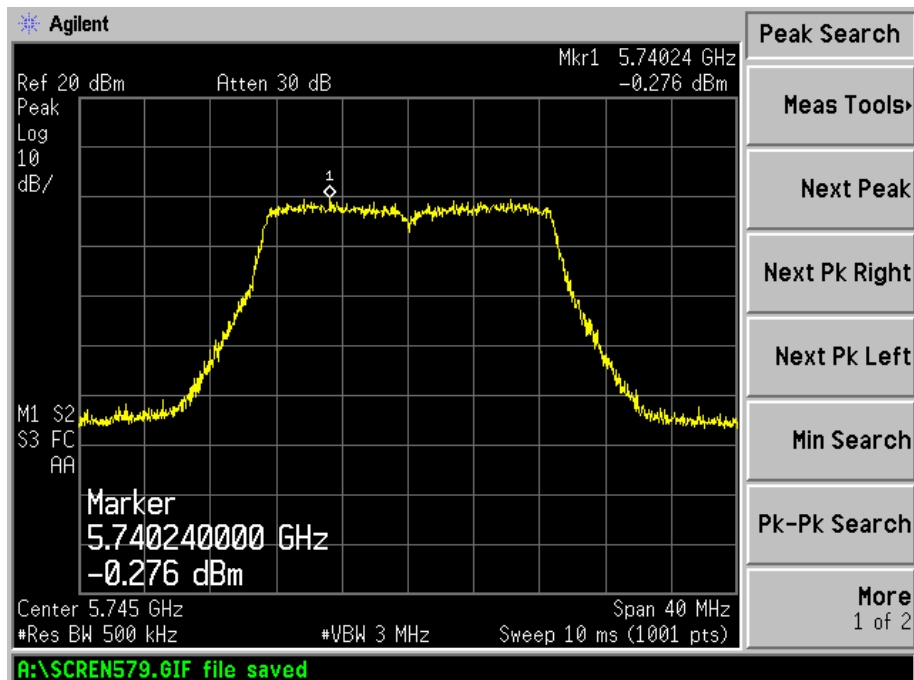 Agilent
Peak Search
Mkr1 5.74024 GHz
Ref 20 dBm Atten 30 dB -0.276 dBm
Peak
Log
10
dB/
1
M1 S2
S3 FC
AA
Marker
5.740240000 GHz
-0.276 dBm
Center 5.745 GHz Span 40 MHz
#Res BW 500 kHz #VBW 3 MHz Sweep 10 ms (1001 pts)
A:\SCREN579.GIF file saved
Meas Tools
Next Peak
Next Pk Right
Next Pk Left
Min Search
Pk-Pk Search
More
1 of 2